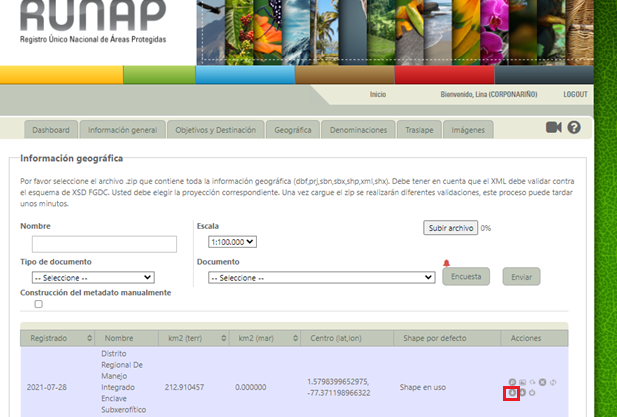 RUNAP
Registro Único Nacional de Áreas Protegidas
Inicio Bienvenido, Lina (CORPONARIÑO) LOGOUT
Dashboard Información general Objetivos y Destinación Geográfica Denominaciones Traslape Imágenes
Información geográfica
Por favor seleccione el archivo .zip que contiene toda la información geográfica (dbf,prj,sbn,sbx,shp,xml,shx). Debe tener en cuenta que el XML debe validar contra
el esquema de XSD FGDC. Usted debe elegir la proyección correspondiente. Una vez cargue el zip se realizarán diferentes validaciones, este proceso puede tardar
unos minutos.
Nombre Escala
Subir archivo 0%
1:100.000
Tipo de documento Documento
-- Seleccione -- -- Seleccione -- Encuesta Enviar
Construcción del metadato manualmente
Registrado Nombre km2 (terr) km2 (mar) Centro (lat,lon) Shape por defecto Acciones
Distrito
Regional De
Manejo
2021-07-28 Integrado 212.910457 0.000000 1.5798399652975, Shape en uso
Enclave -77.371198966322
Subxerofítico